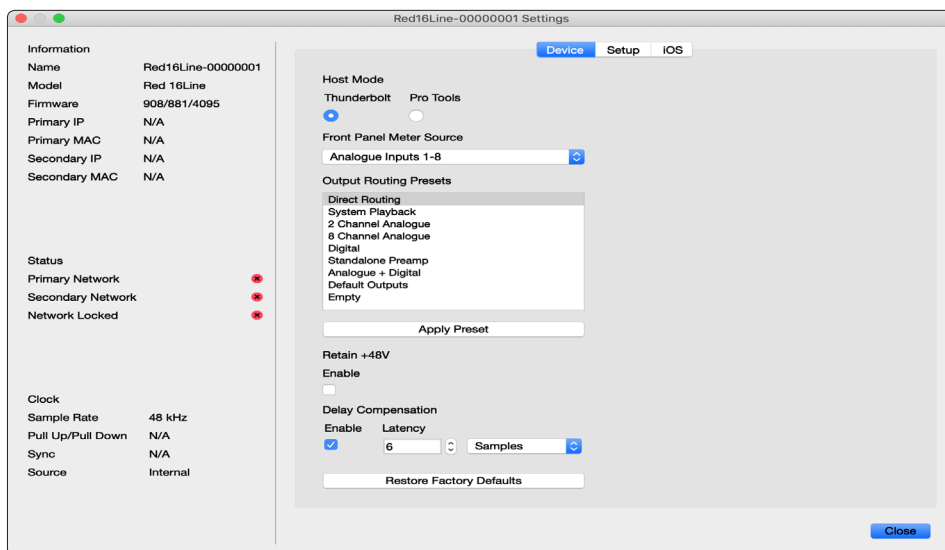 Red16Line-00000001 Settings
Information
Name Red16Line-00000001
Model Red 16Line
Firmware 908/881/4095
Primary IP N/A
Primary MAC N/A
Secondary IP N/A
Secondary MAC N/A
Status
Primary Network
Secondary Network
Network Locked
Clock
Sample Rate 48 kHz
Pull Up/Pull Down N/A
Sync N/A
Source Internal
Device Setup iOS
Host Mode
Thunderbolt Pro Tools
Front Panel Meter Source
Analogue Inputs 1-8
Output Routing Presets
Direct Routing
System Playback
2 Channel Analogue
8 Channel Analogue
Digital
Standalone Preamp
Analogue + Digital
Default Outputs
Empty
Apply Preset
Retain +48V
Enable
Delay Compensation
Enable Latency
6 Samples
Restore Factory Defaults
Close